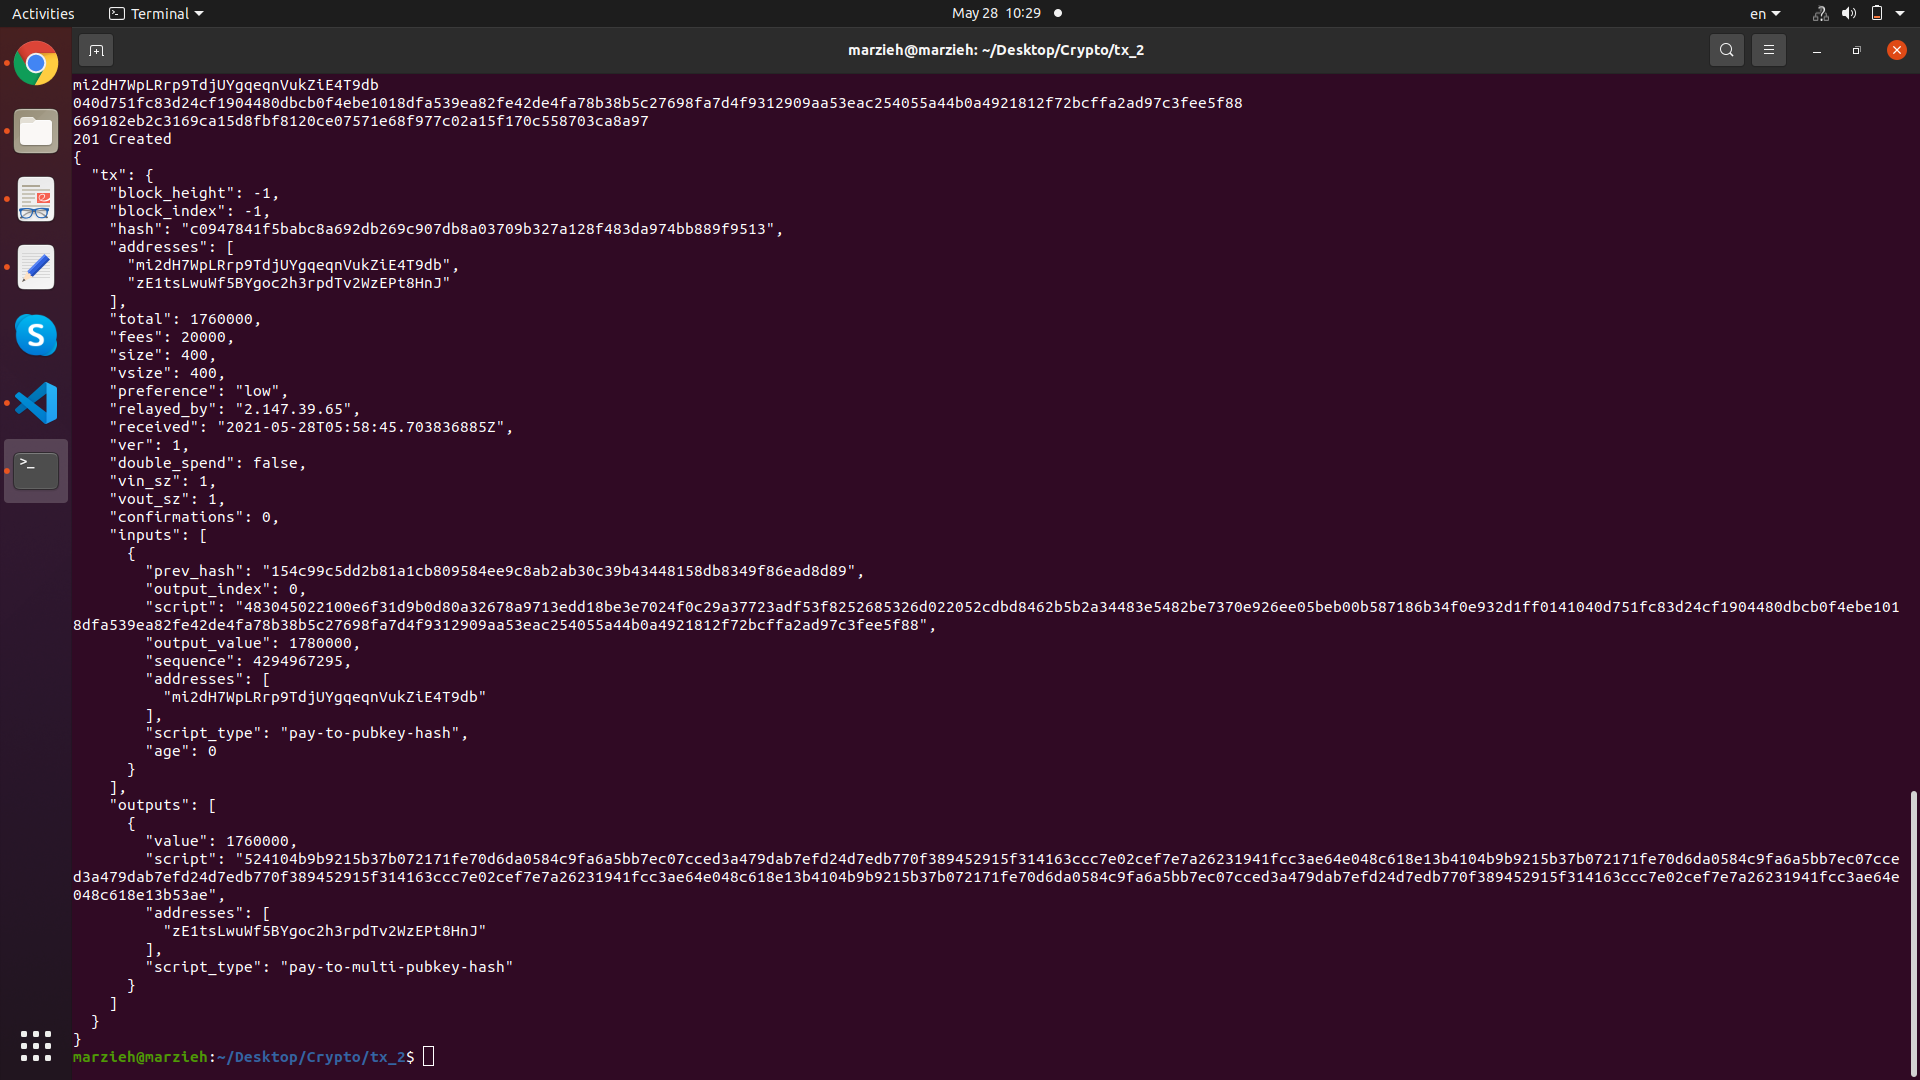 Activities
Terminal
May 28 10:29
en
marzieh@marzieh: ~/Desktop/Crypto/tx_2
mi2dH7WpLRrp9TdjUYgqeqnVukZiE4T9db
040d751fc83d24cf1904480dbcb0f4ebe1018dfa539ea82fe42de4fa78b38b5c27698fa7d4f9312909aa53eac254055a44b0a4921812f72bcffa2ad97c3fee5f88
669182eb2c3169ca15d8fbf8120ce07571e68f977c02a15f170c558703ca8a97
201 Created
{
"tx": {
"block_height": -1,
"block_index": -1,
"hash": "c0947841f5babc8a692db269c907db8a03709b327a128f483da974bb889f9513",
"addresses": [
"mi2dH7WpLRrp9TdjUYgqeqnVukZiE4T9db",
"zE1tsLwuWf5BYgoc2h3rpdTv2WzEPt8HnJ"
],
"total": 1760000,
"fees": 20000,
"size": 400,
"vsize": 400,
"preference": "low",
"relayed_by": "2.147.39.65",
"received": "2021-05-28T05:58:45.703836885Z",
"ver": 1,
"double_spend": false,
"vin_sz": 1,
"vout_sz": 1,
"confirmations": 0,
"inputs": [
{
"prev_hash": "154c99c5dd2b81a1cb809584ee9c8ab2ab30c39b43448158db8349f86ead8d89",
"output_index": 0,
"script": "483045022100e6f31d9b0d80a32678a9713edd18be3e7024f0c29a37723adf53f8252685326d022052cdbd8462b5b2a34483e5482be7370e926ee05beb00b587186b34f0e932d1ff0141040d751fc83d24cf1904480dbcb0f4ebe101
8dfa539ea82fe42de4fa78b38b5c27698fa7d4f9312909aa53eac254055a44b0a4921812f72bcffa2ad97c3fee5f88",
"output_value": 1780000,
"sequence": 4294967295,
"addresses": [
"mi2dH7WpLRrp9TdjUYgqeqnVukZiE4T9db"
],
"script_type": "pay-to-pubkey-hash",
"age": 0
}
],
"outputs": [
{
"value": 1760000,
"script": "524104b9b9215b37b072171fe70d6da0584c9fa6a5bb7ec07cced3a479dab7efd24d7edb770f389452915f314163ccc7e02cef7e7a26231941fcc3ae64e048c618e13b4104b9b9215b37b072171fe70d6da0584c9fa6a5bb7ec07cce
d3a479dab7efd24d7edb770f389452915f314163ccc7e02cef7e7a26231941fcc3ae64e048c618e13b4104b9b9215b37b072171fe70d6da0584c9fa6a5bb7ec07cced3a479dab7efd24d7edb770f389452915f314163ccc7e02cef7e7a26231941fcc3ae64e
048c618e13b53ae",
"addresses": [
"zE1tsLwuWf5BYgoc2h3rpdTv2WzEPt8HnJ"
],
"script_type": "pay-to-multi-pubkey-hash"
}
]
}
}
marzieh@marzieh:~/Desktop/Crypto/tx_2$